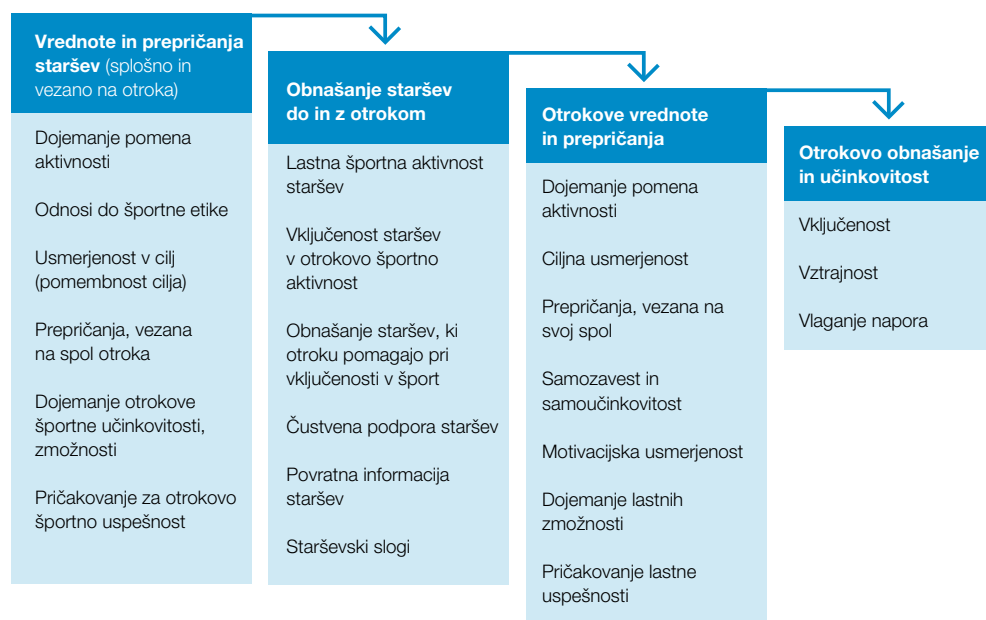 Vrednote in prepričanja
staršev (splošno in
vezano na otroka)
Dojemanje pomena
aktivnosti
Odnosi do športne etike
Usmerjenost v cilj
(pomembnost cilja)
Prepričanja, vezana
na spol otroka
Dojemanje otrokove
športne učinkovitosti,
zmožnosti
Pričakovanje za otrokovo
športno uspešnost
Obnašanje staršev
do in z otrokom
Lastna športna aktivnost
staršev
Vključenost staršev
v otrokovo športno
aktivnost
Obnašanje staršev, ki
otroku pomagajo pri
vključenosti v šport
Čustvena podpora staršev
Povratna informacija
staršev
Starševski slogi
Otrokove vrednote
in prepričanja
Dojemanje pomena
aktivnosti
Ciljna usmerjenost
Prepričanja, vezana na
svoj spol
Samozavest in
samoučinkovitost
Motivacijska usmerjenost
Dojemanje lastnih
zmožnosti
Pričakovanje lastne
uspešnosti
Otrokovo obnašanje
in učinkovitost
Vključenost
Vztrajnost
Vlaganje napora